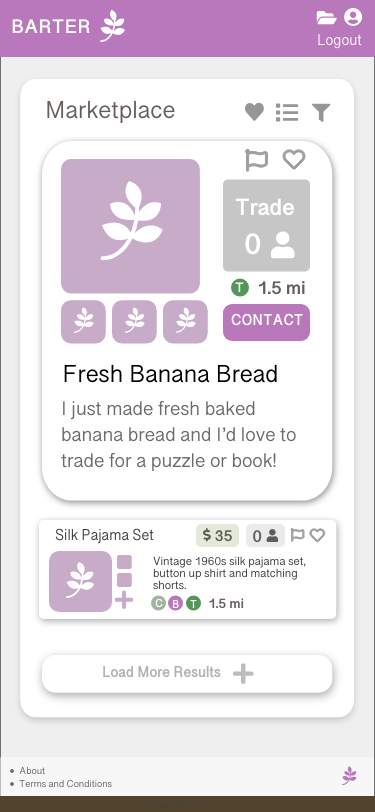 BARTER
Logout
Marketplace
Trade
0
T 1.5 mi
CONTACT
Fresh Banana Bread
I just made fresh baked
banana bread and I'd love to
trade for a puzzle or book!
Silk Pajama Set $ 35 0
Vintage 1960s silk pajama set,
button up shirt and matching
shorts.
C B T 1.5 mi
Load More Results
• About
• Terms and Conditions